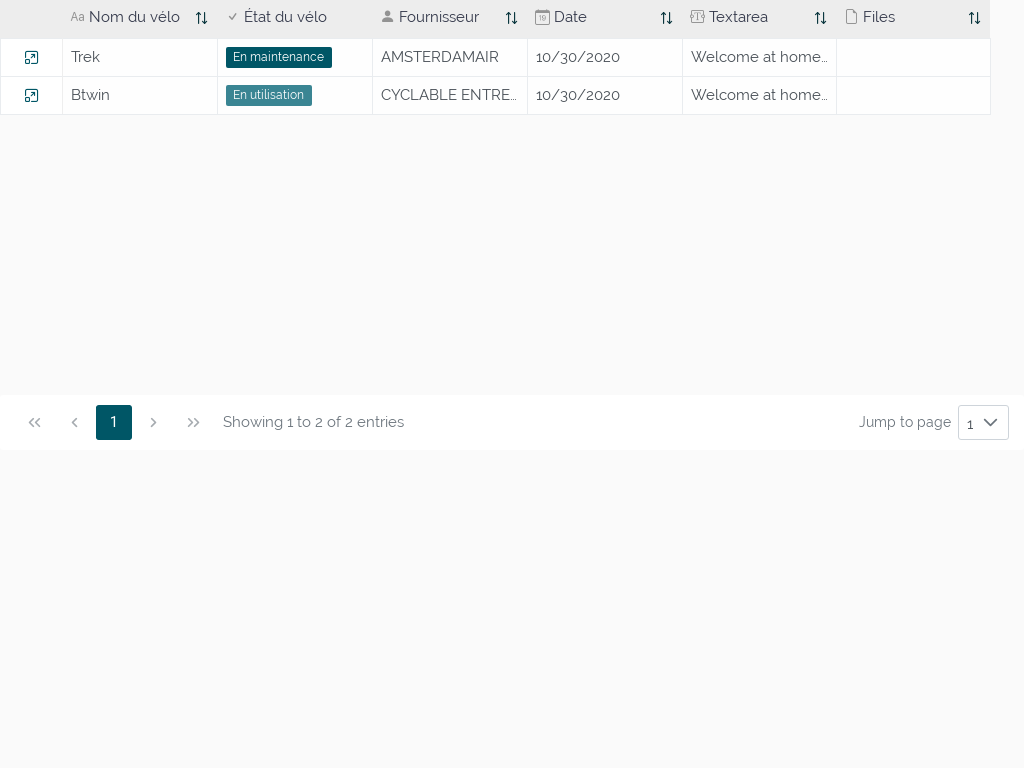 Aa Nom du vélo État du vélo Fournisseur 19 Date Textarea Files
Trek En maintenance AMSTERDAMAIR 10/30/2020 Welcome at home…
Btwin En utilisation CYCLABLE ENTRE… 10/30/2020 Welcome at home…
1 Showing 1 to 2 of 2 entries Jump to page 1